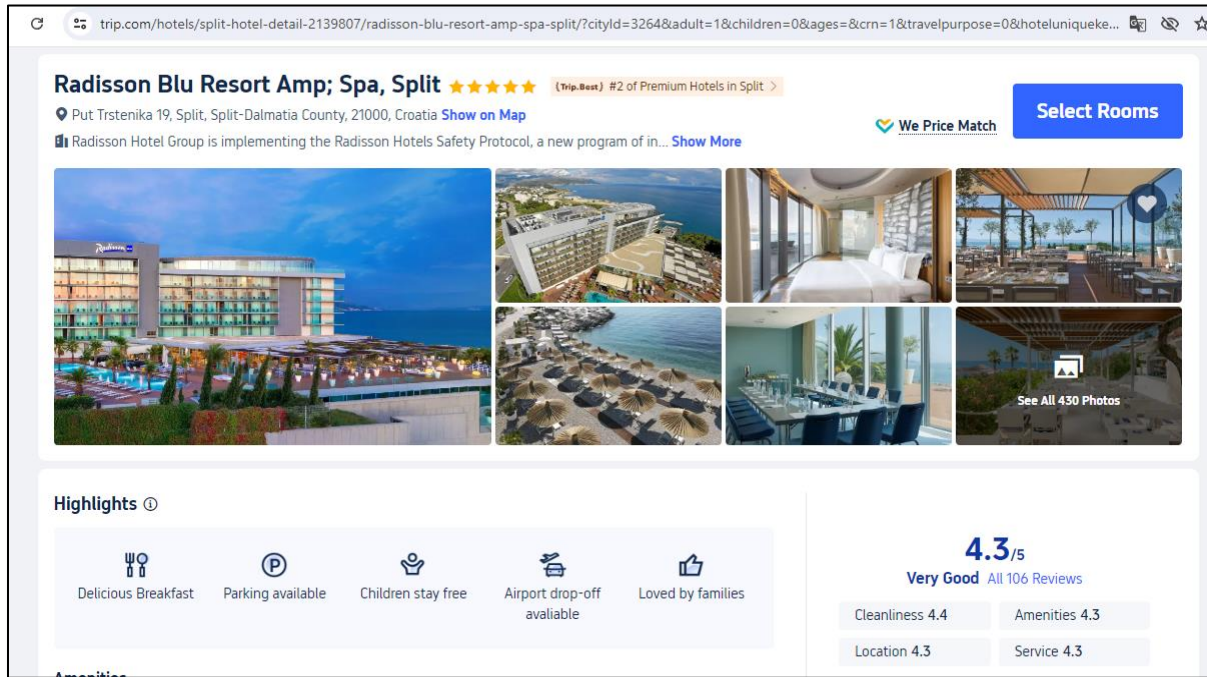 trip.com/hotels/split-hotel-detail-2139807/radisson-blu-resort-amp-spa-split/?cityId=3264&adult=1&children=0&ages=&crn=1&travelpurpose=0&hoteluniqueke...
Radisson Blu Resort Amp; Spa, Split (Trip.Best) #2 of Premium Hotels in Split >
Put Trstenika 19, Split, Split-Dalmatia County, 21000, Croatia Show on Map
We Price Match
Select Rooms
Radisson Hotel Group is implementing the Radisson Hotels Safety Protocol, a new program of in... Show More
Radisson
See All 430 Photos
Highlights
Delicious Breakfast
Parking available
Children stay free
Airport drop-off
avaliable
Loved by families
4.3/5
Very Good All 106 Reviews
Cleanliness 4.4
Amenities 4.3
Location 4.3
Service 4.3
Amenities